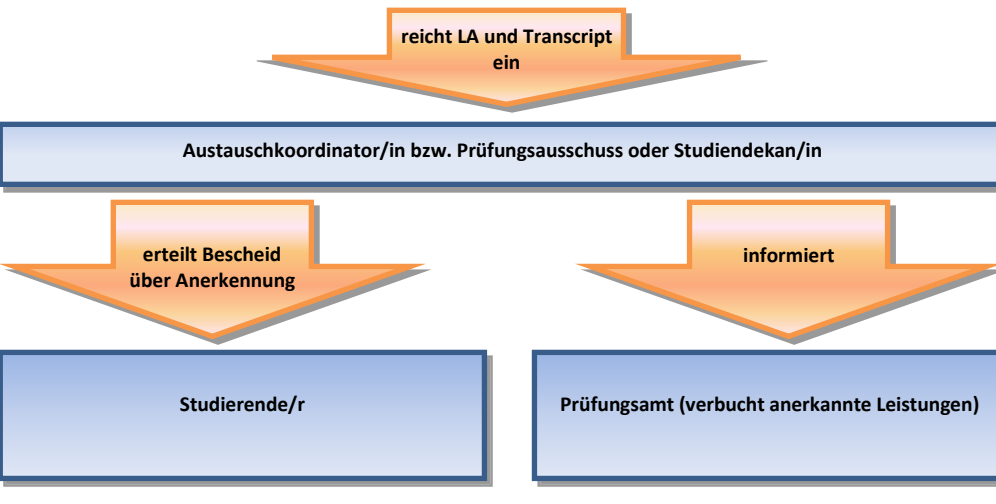 reicht LA und Transcript
ein
Austauschkoordinator/in bzw. Prüfungsausschuss oder Studiendekan/in
erteilt Bescheid
über Anerkennung
informiert
Studierende/r
Prüfungsamt (verbucht anerkannte Leistungen)